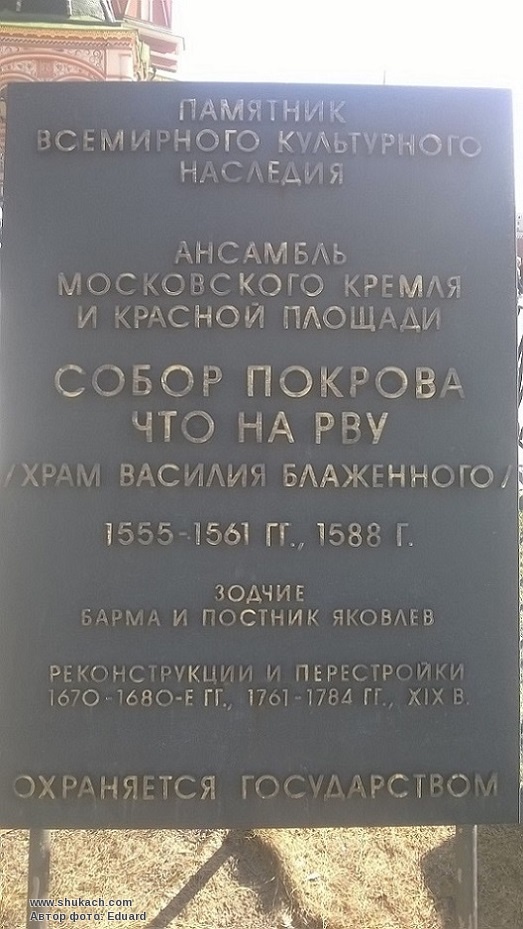 ПАМЯТНИК
ВСЕМИРНОГО КУЛЬТУРНОГО
НАСЛЕДИЯ
АНСАМБЛЬ
МОСКОВСКОГО КРЕМЛЯ
И КРАСНОЙ ПЛОЩАДИ
СОБОР ПОКРОВА
ЧТО НА РВУ
/ХРАМ ВАСИЛИЯ БЛАЖЕННОГО/
1555-1561 ГГ., 1588 Г.
ЗОДЧИЕ
БАРМА И ПОСТНИК ЯКОВЛЕВ
РЕКОНСТРУКЦИИ И ПЕРЕСТРОЙКИ
1670-1680-Е ГГ., 1761-1784 ГГ., XIX В.
ОХРАНЯЕТСЯ ГОСУДАРСТВОМ
www.shukach.com
Автор фото: Eduard